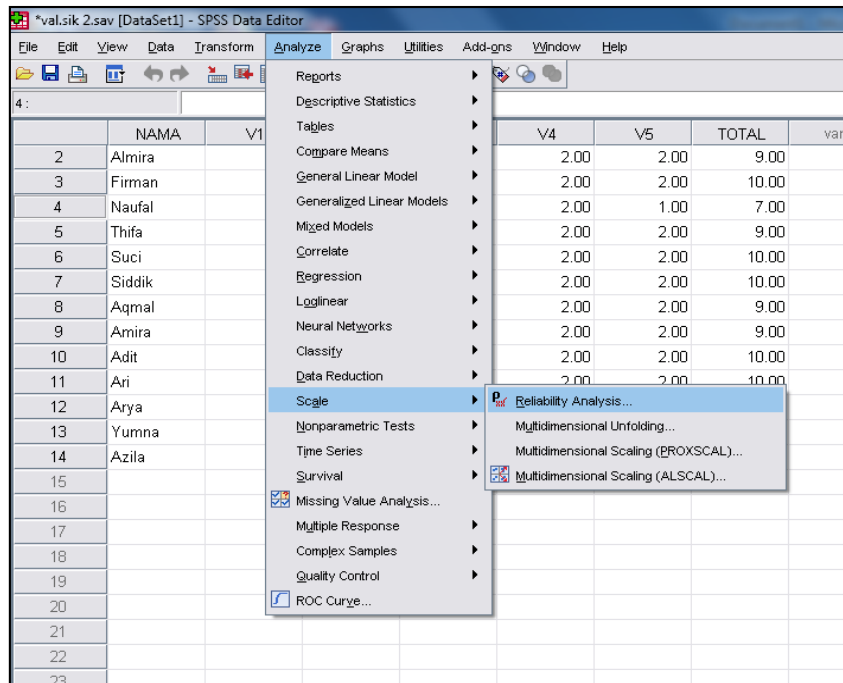 *val.sik 2.sav [DataSet1] - SPSS Data Editor
File Edit View Data Transform Analyze Graphs Utilities Add-ons Window Help
4 :
NAMA V1 V4 V5 TOTAL var
2 Almira 2.00 2.00 9.00
3 Firman 2.00 2.00 10.00
4 Naufal 2.00 1.00 7.00
5 Thifa 2.00 2.00 9.00
6 Suci 2.00 2.00 10.00
7 Siddik 2.00 2.00 10.00
8 Aqmal 2.00 2.00 9.00
9 Amira 2.00 2.00 9.00
10 Adit 2.00 2.00 10.00
11 Ari 2.00 2.00 10.00
12 Arya
13 Yumna
14 Azila
15
16
17
18
19
20
21
22
23
Reports
Descriptive Statistics
Tables
Compare Means
General Linear Model
Generalized Linear Models
Mixed Models
Correlate
Regression
Loglinear
Neural Networks
Classify
Data Reduction
Scale
Nonparametric Tests
Time Series
Survival
Missing Value Analysis...
Multiple Response
Complex Samples
Quality Control
ROC Curve...
Reliability Analysis...
Multidimensional Unfolding...
Multidimensional Scaling (PROXSCAL)...
Multidimensional Scaling (ALSCAL)...